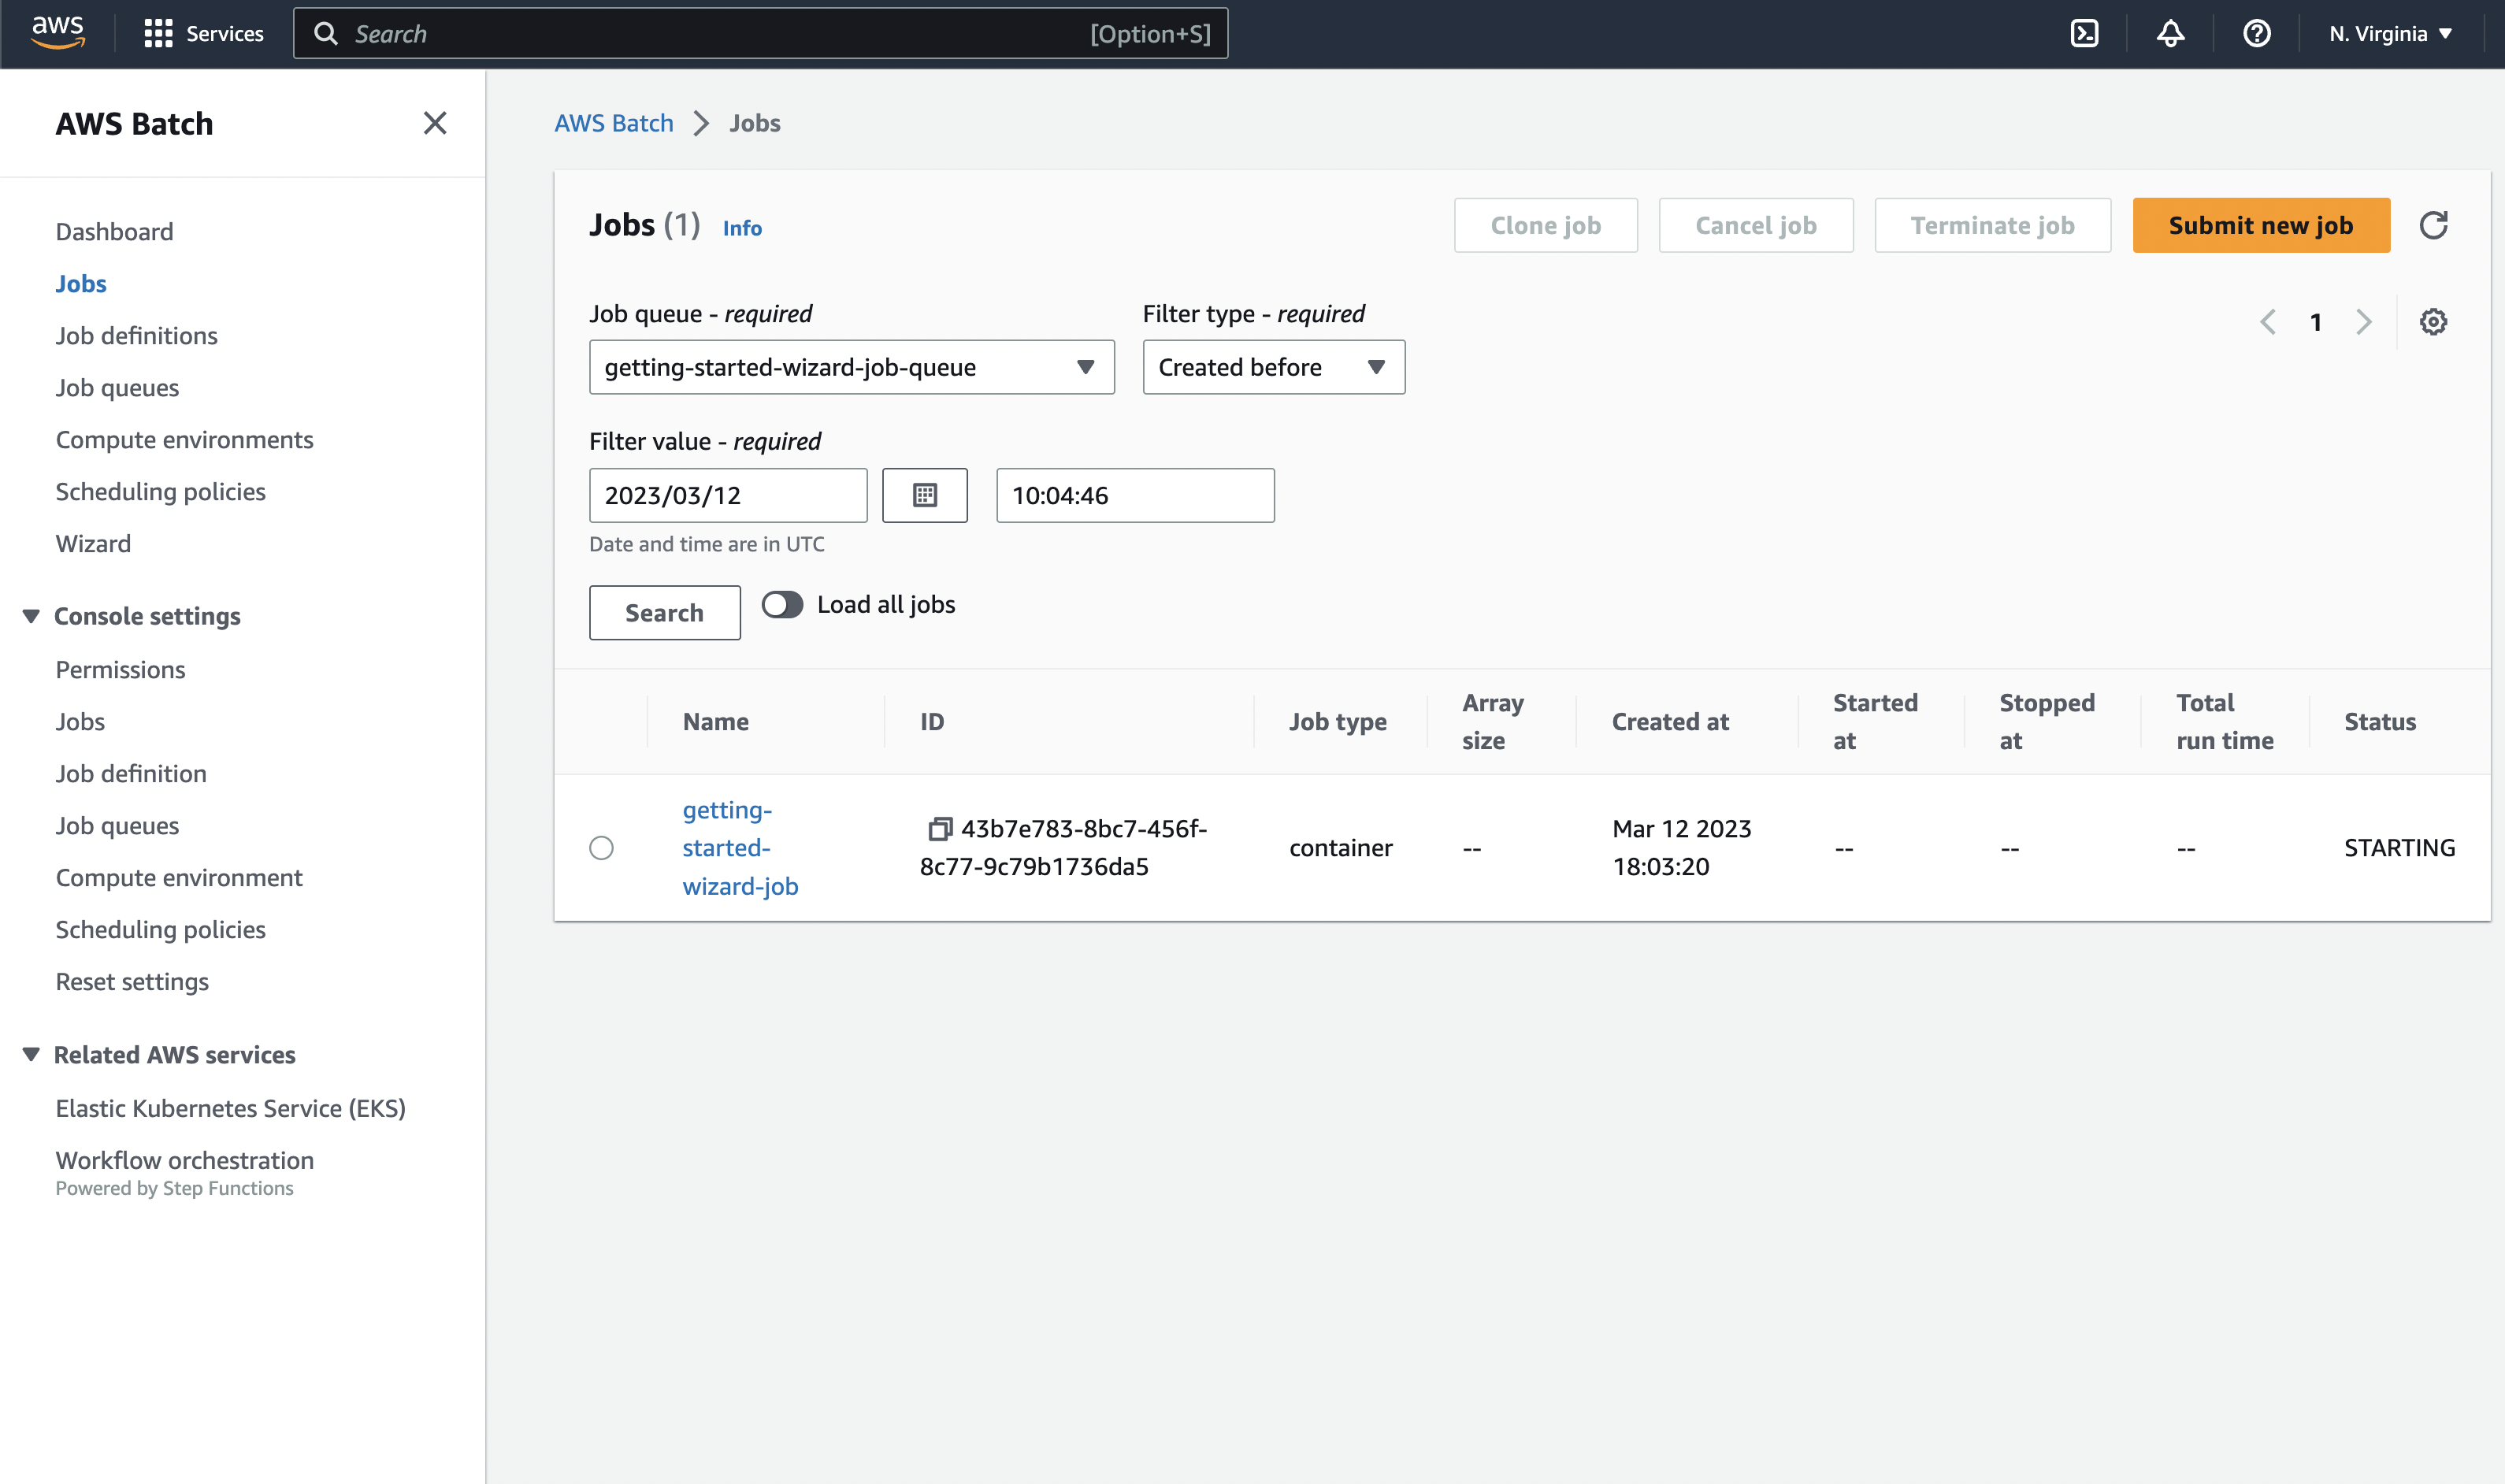 aws
Services
Search
[Option+S]
N. Virginia
AWS Batch
Dashboard
Jobs
Job definitions
Job queues
Compute environments
Scheduling policies
Wizard
Console settings
Permissions
Jobs
Job definition
Job queues
Compute environment
Scheduling policies
Reset settings
Related AWS services
Elastic Kubernetes Service (EKS)
Workflow orchestration
Powered by Step Functions
AWS Batch
Jobs
Jobs (1) Info
Clone job
Cancel job
Terminate job
Submit new job
Job queue - required
Filter type - required
1
getting-started-wizard-job-queue
Created before
Filter value - required
2023/03/12
10:04:46
Date and time are in UTC
Search
Load all jobs
Name
ID
Job type
Array
size
Created at
Started
at
Stopped
at
Total
run time
Status
getting-
started-
wizard-job
43b7e783-8bc7-456f-
8c77-9c79b1736da5
container
--
Mar 12 2023
18:03:20
--
--
--
STARTING